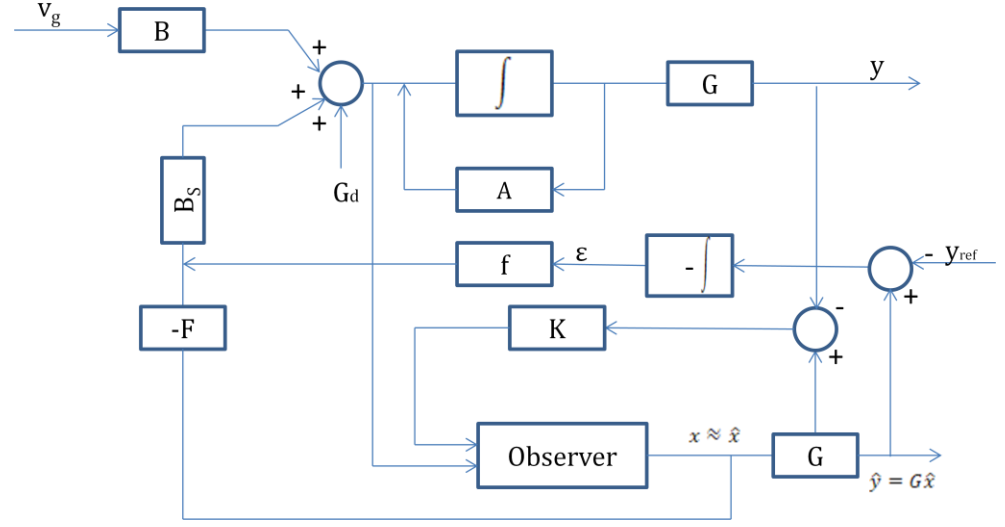 v_g
B
+
+
+
G_d
∫
G
y
A
B_S
f
ε
-∫
-
y_ref
+
-F
K
-
+
Observer
x ≈ x̂
G
ŷ = Gx̂